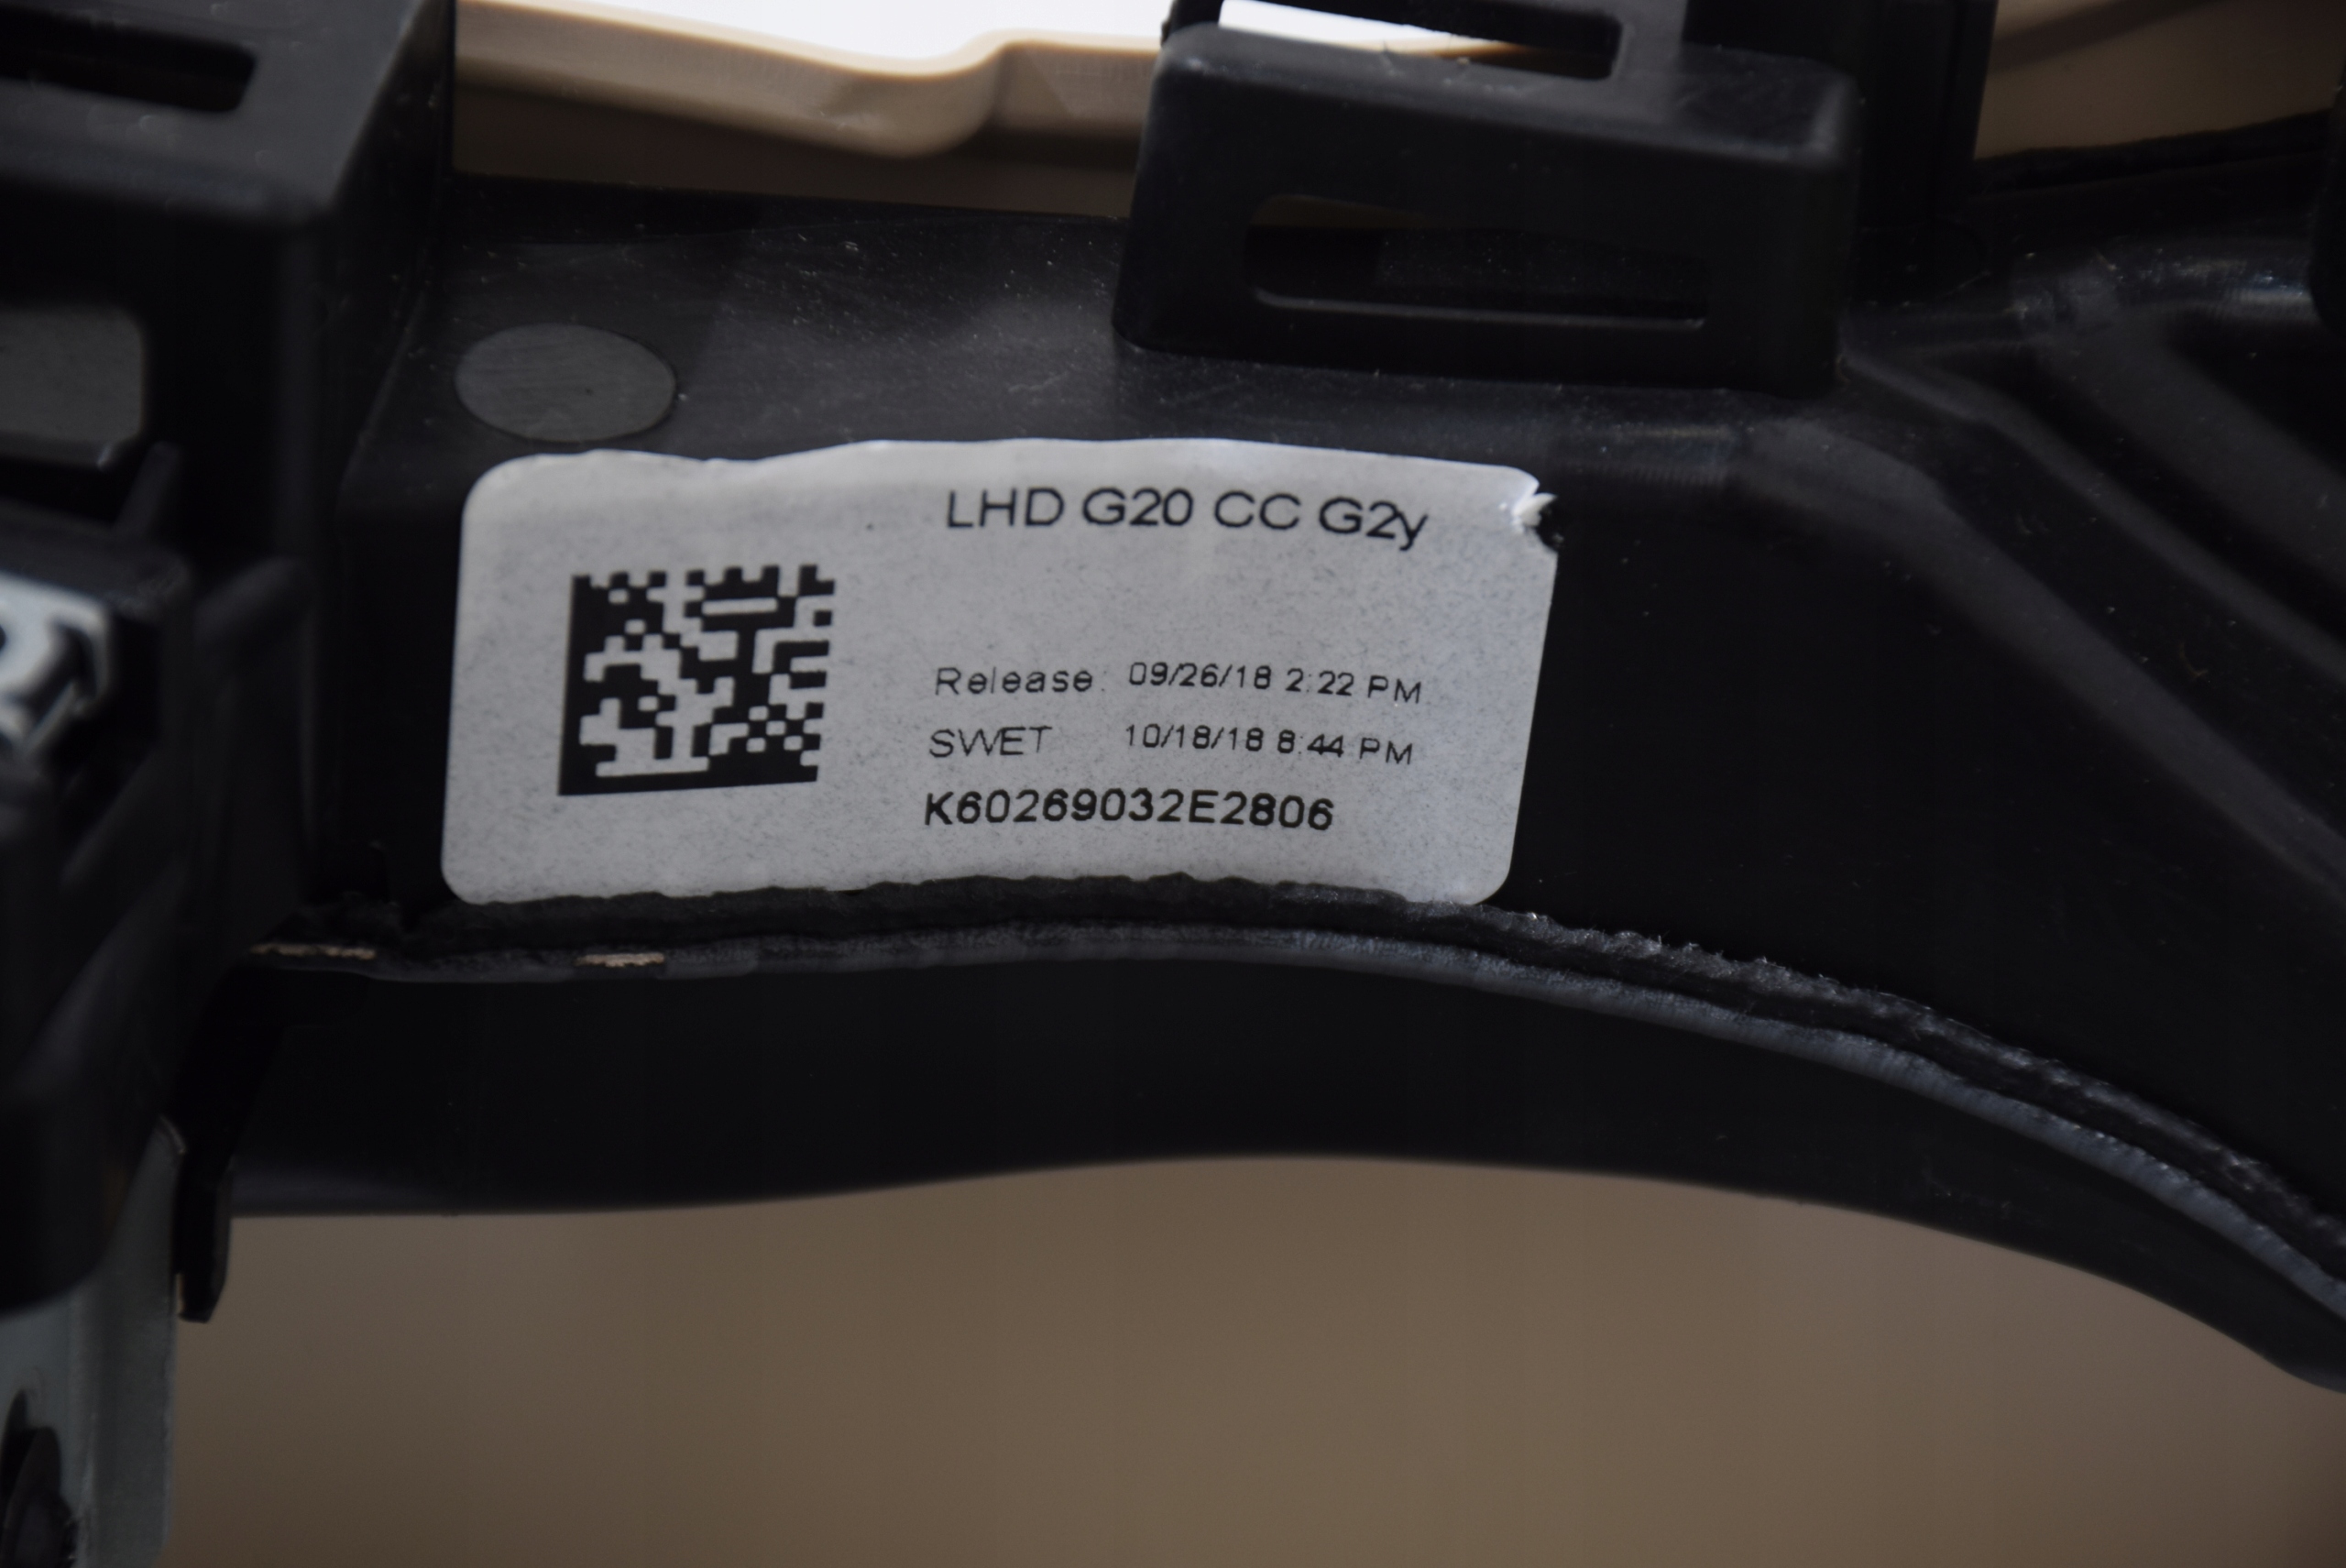 LHD G20 CC G2y
Release: 09/26/18 2:22 PM
SWET 10/18/18 8:44 PM
K60269032E2806